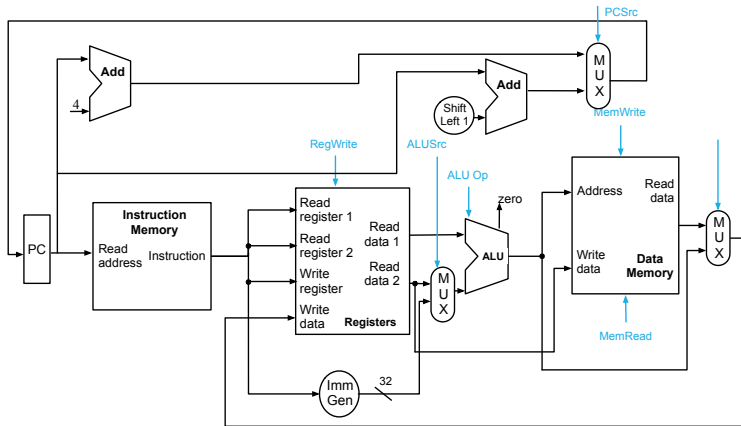 PCSrc
Add
4
Add
M
U
X
Shift
Left 1
MemWrite
RegWrite
ALUSrc
ALU Op
zero
Instruction
Memory
Read
address
Instruction
PC
Read
register 1
Read
register 2
Write
register
Write
data
Read
data 1
Read
data 2
Registers
M
U
X
ALU
Address
Read
data
Write
data
Data
Memory
M
U
X
MemRead
Imm
Gen
32